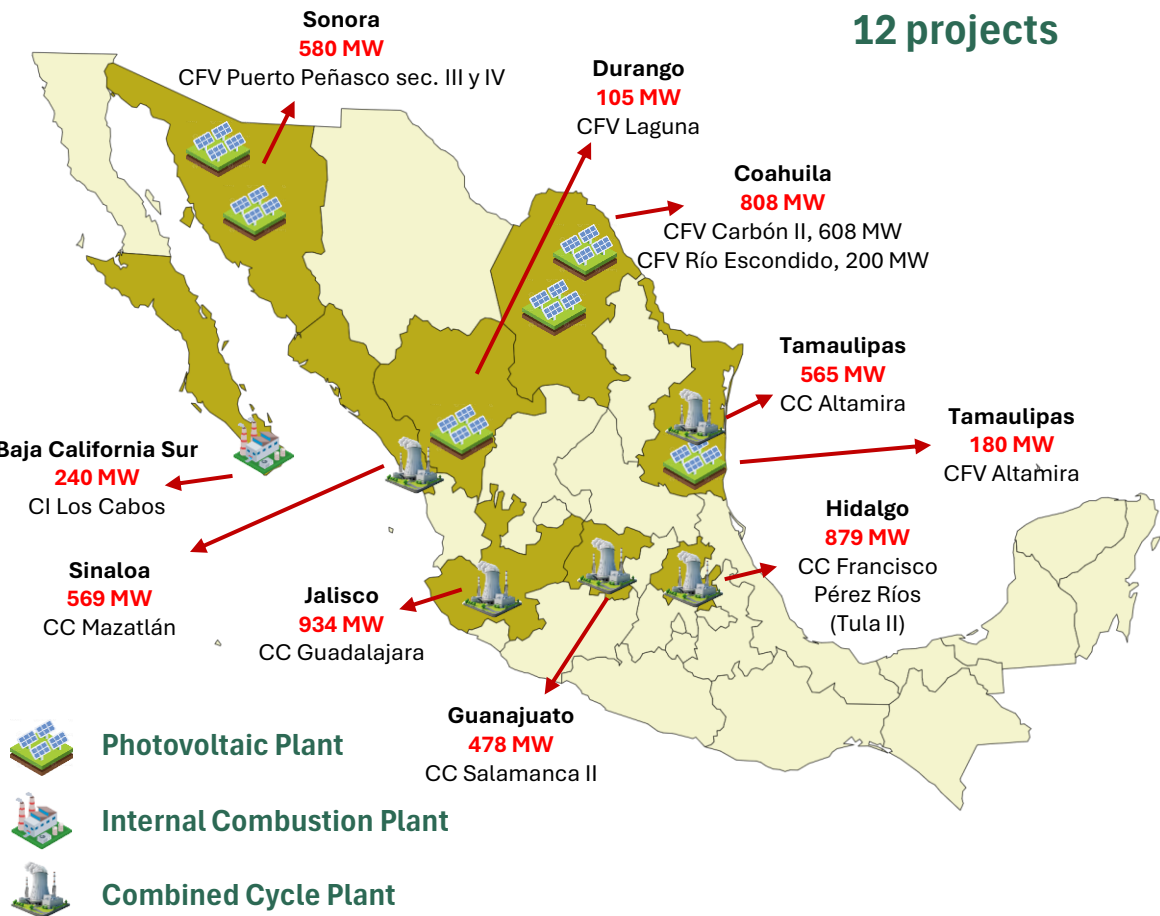 12 projects
Sonora
580 MW
CFV Puerto Peñasco sec. III y IV
Durango
105 MW
CFV Laguna
Coahuila
808 MW
CFV Carbón II, 608 MW
CFV Río Escondido, 200 MW
Tamaulipas
565 MW
CC Altamira
Tamaulipas
180 MW
CFV Altamira
Baja California Sur
240 MW
CI Los Cabos
Hidalgo
879 MW
CC Francisco
Pérez Ríos
(Tula II)
Sinaloa
569 MW
CC Mazatlán
Jalisco
934 MW
CC Guadalajara
Guanajuato
478 MW
CC Salamanca II
Photovoltaic Plant
Internal Combustion Plant
Combined Cycle Plant